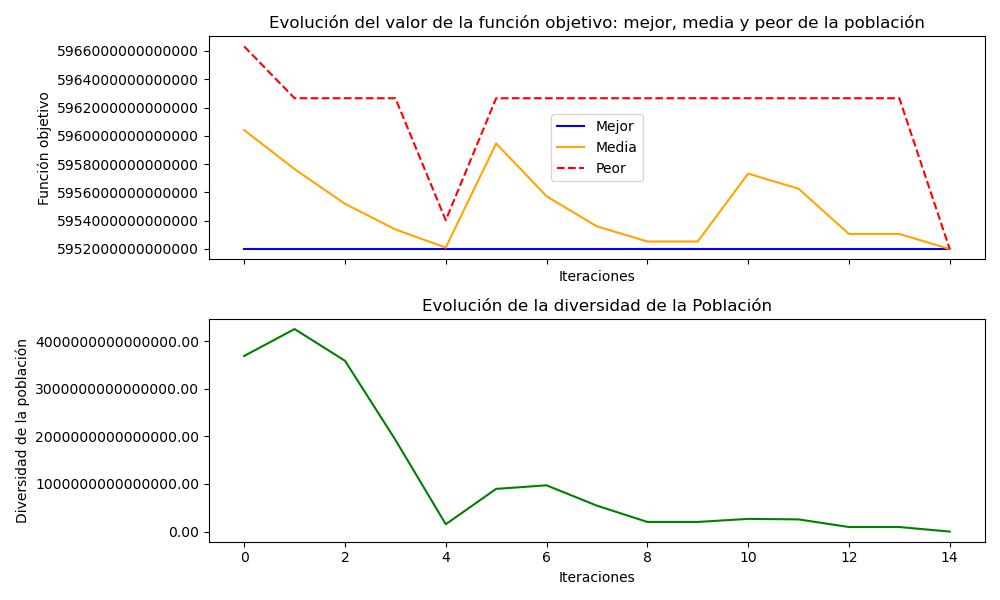 Evolución del valor de la función objetivo: mejor, media y peor de la población
Función objetivo
5966000000000000
5964000000000000
5962000000000000
5960000000000000
5958000000000000
5956000000000000
5954000000000000
5952000000000000
Mejor
Media
Peor
Iteraciones
Evolución de la diversidad de la Población
Diversidad de la población
4000000000000000.00
3000000000000000.00
2000000000000000.00
1000000000000000.00
0.00
0 2 4 6 8 10 12 14
Iteraciones